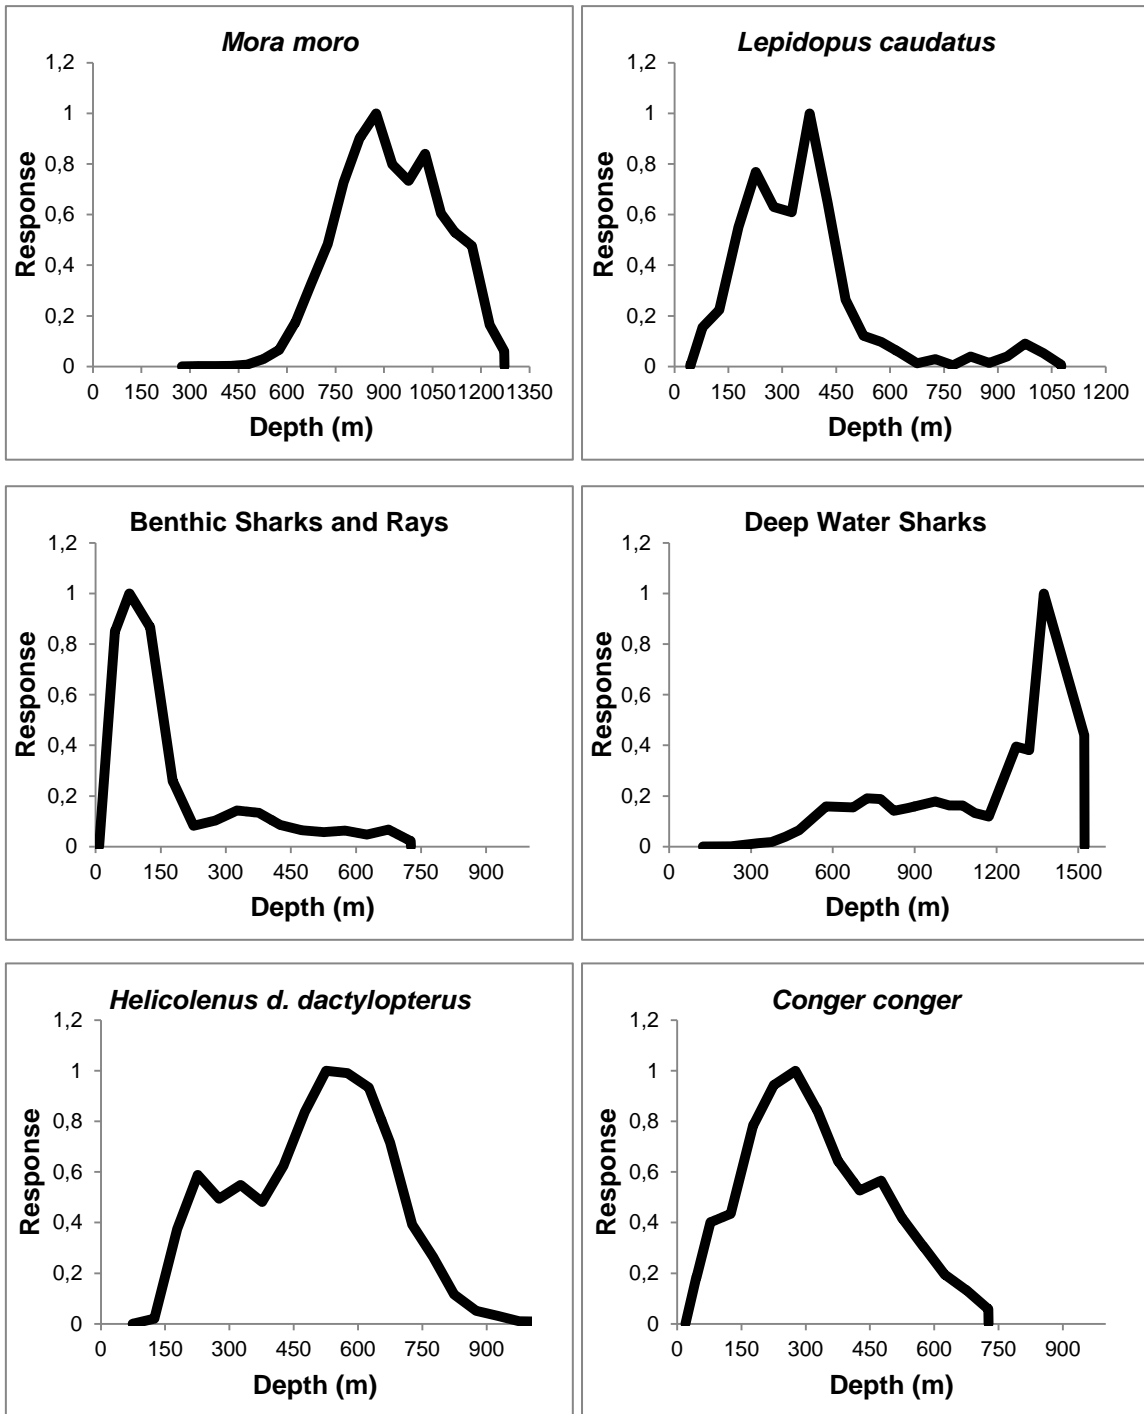 Mora moro
1,2
1
0,8
0,6
0,4
0,2
0
Response
0 150 300 450 600 750 900 1050 1200 1350
Depth (m)
Lepidopus caudatus
1,2
1
0,8
0,6
0,4
0,2
0
Response
0 150 300 450 600 750 900 1050 1200
Depth (m)
Benthic Sharks and Rays
1,2
1
0,8
0,6
0,4
0,2
0
Response
0 150 300 450 600 750 900
Depth (m)
Deep Water Sharks
1,2
1
0,8
0,6
0,4
0,2
0
Response
0 300 600 900 1200 1500
Depth (m)
Helicolenus d. dactylopterus
1,2
1
0,8
0,6
0,4
0,2
0
Response
0 150 300 450 600 750 900
Depth (m)
Conger conger
1,2
1
0,8
0,6
0,4
0,2
0
Response
0 150 300 450 600 750 900
Depth (m)